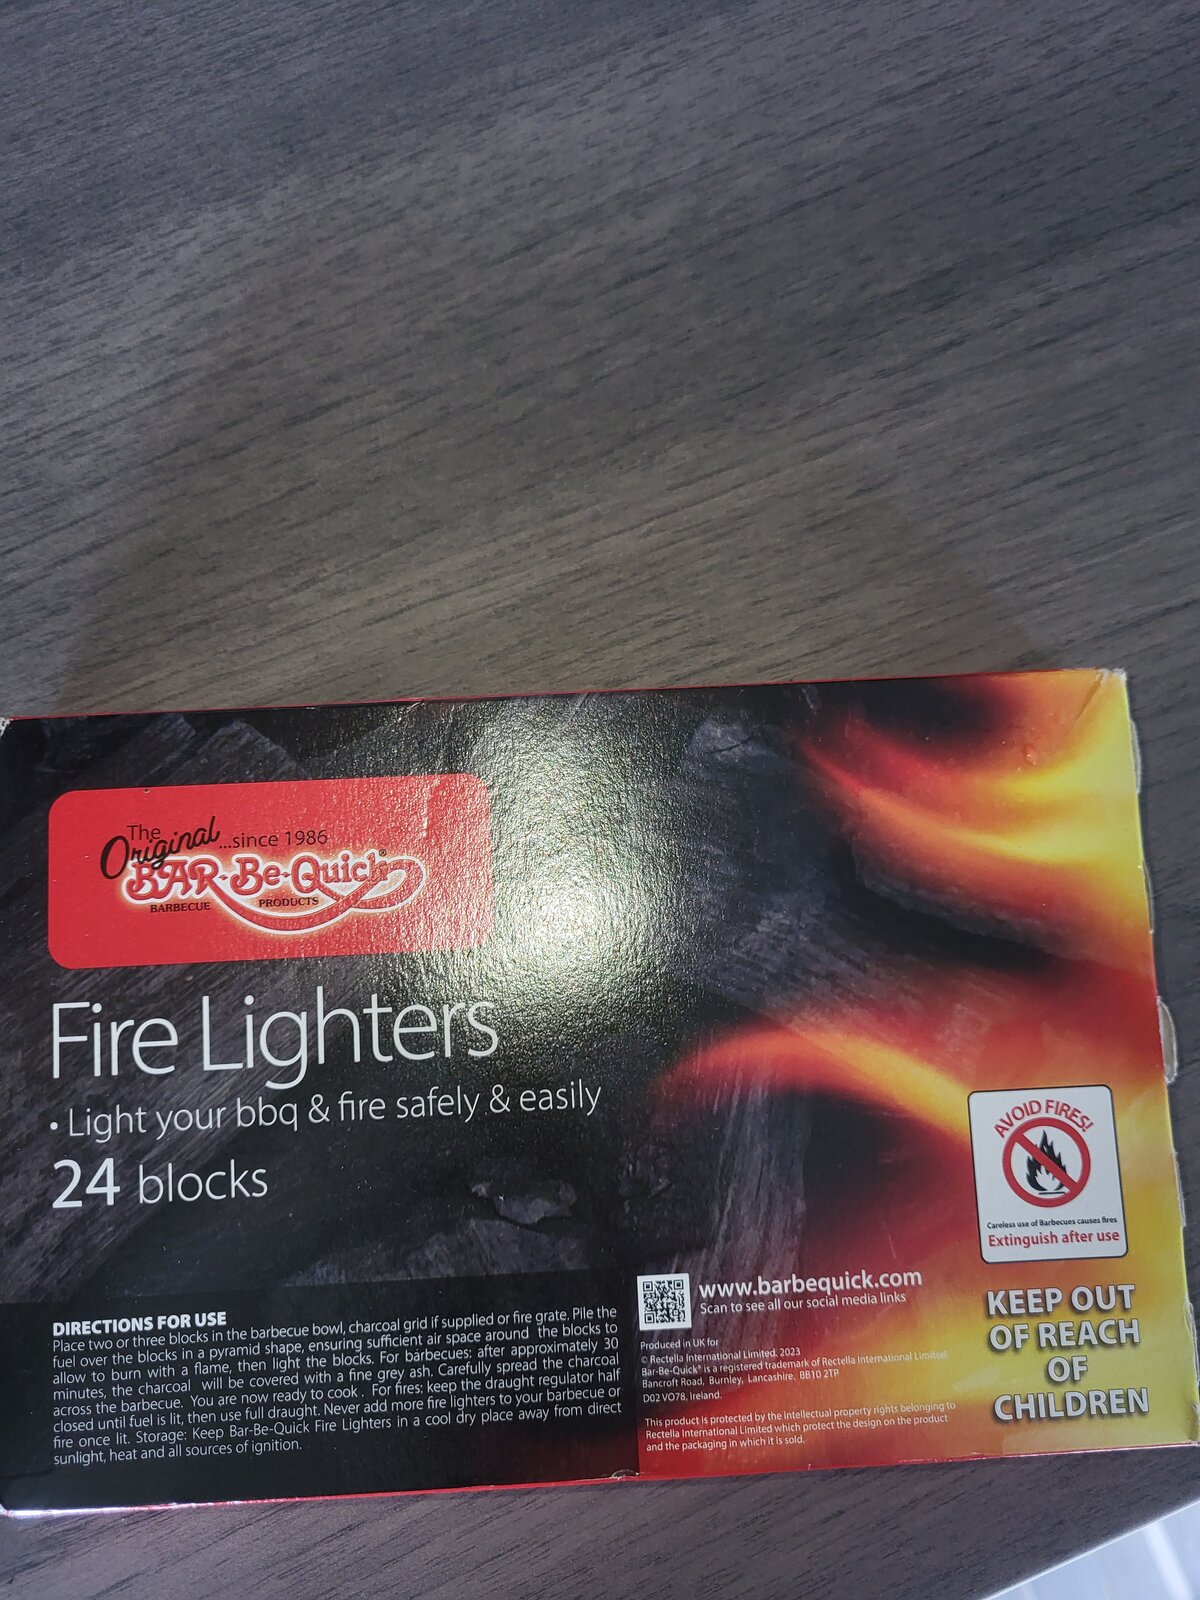 The
Original ...since 1986
BAR-Be-Quick®
BARBECUE PRODUCTS
Fire Lighters
• Light your bbq & fire safely & easily
24 blocks
DIRECTIONS FOR USE
Place two or three blocks in the barbecue bowl, charcoal grid if supplied or fire grate. Pile the
fuel over the blocks in a pyramid shape, ensuring sufficient air space around the blocks to
allow to burn with a flame, then light the blocks. For barbecues: after approximately 30
minutes, the charcoal will be covered with a fine grey ash. Carefully spread the charcoal
across the barbecue. You are now ready to cook . For fires: keep the draught regulator half
closed until fuel is lit, then use full draught. Never add more fire lighters to your barbecue or
fire once lit. Storage: Keep Bar-Be-Quick Fire Lighters in a cool dry place away from direct
sunlight, heat and all sources of ignition.
www.barbequick.com
Scan to see all our social media links
Produced in UK for
© Rectella International Limited. 2023
Bar-Be-Quick® is a registered trademark of Rectella International Limited.
Bancroft Road, Burnley, Lancashire. BB10 2TP
D02 VO78, Ireland.
This product is protected by the intellectual property rights belonging to
Rectella International Limited which protect the design on the product
and the packaging in which it is sold.
AVOID FIRES!
Careless use of Barbecues causes fires
Extinguish after use
KEEP OUT
OF REACH
OF
CHILDREN